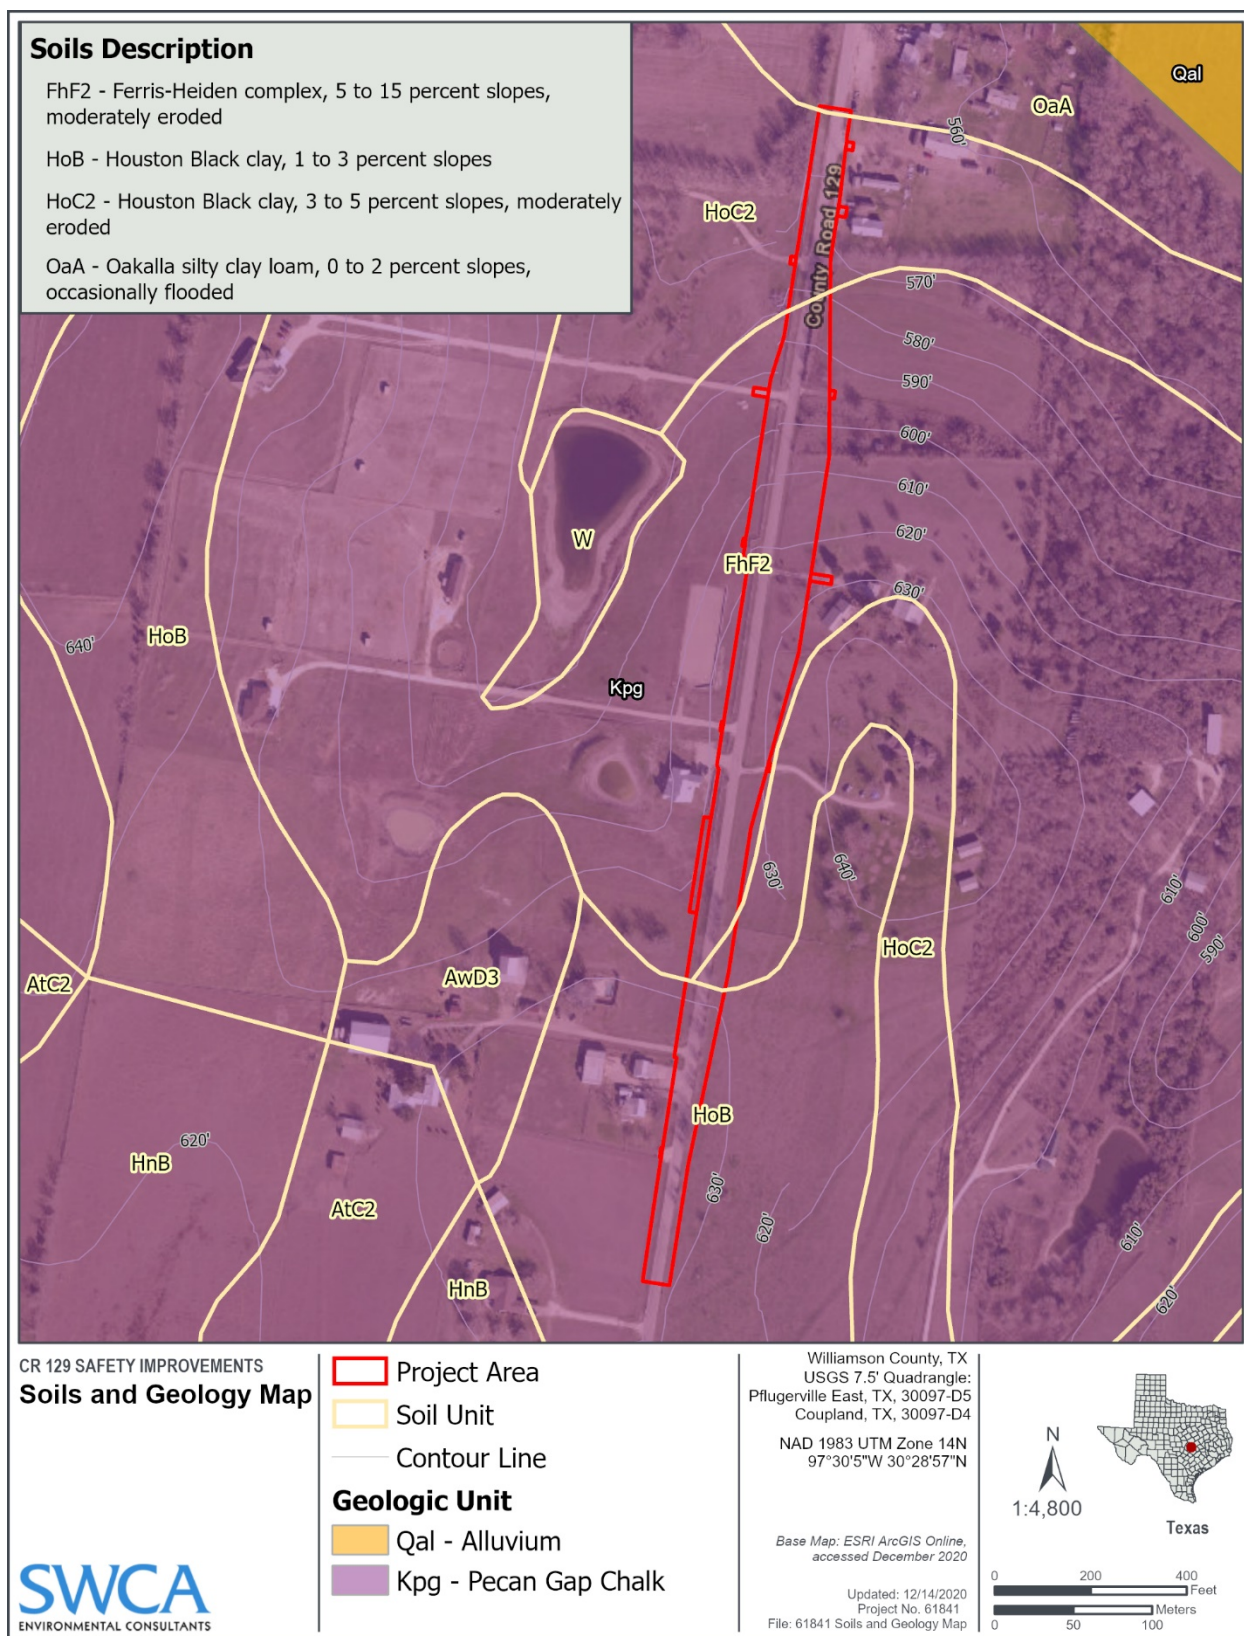 Soils Description
FhF2 - Ferris-Heiden complex, 5 to 15 percent slopes,
moderately eroded
HoB - Houston Black clay, 1 to 3 percent slopes
HoC2 - Houston Black clay, 3 to 5 percent slopes, moderately
eroded
OaA - Oakalla silty clay loam, 0 to 2 percent slopes,
occasionally flooded
Qal
OaA
560'
County Road 129
HoC2
570'
580'
590'
600'
610'
W
620'
FhF2
630'
HoB
640'
Kpg
630'
640'
610'
600'
590'
HoC2
AtC2
AwD3
HoB
620'
HnB
630'
AtC2
620'
610'
HnB
620'
CR 129 SAFETY IMPROVEMENTS
Soils and Geology Map
SWCA
ENVIRONMENTAL CONSULTANTS
Project Area
Soil Unit
Contour Line
Geologic Unit
Qal - Alluvium
Kpg - Pecan Gap Chalk
Williamson County, TX
USGS 7.5' Quadrangle:
Pflugerville East, TX, 30097-D5
Coupland, TX, 30097-D4
NAD 1983 UTM Zone 14N
97°30'5"W 30°28'57"N
Base Map: ESRI ArcGIS Online,
accessed December 2020
Updated: 12/14/2020
Project No. 61841
File: 61841 Soils and Geology Map
N
1:4,800
Texas
0 200 400
Feet
Meters
0 50 100